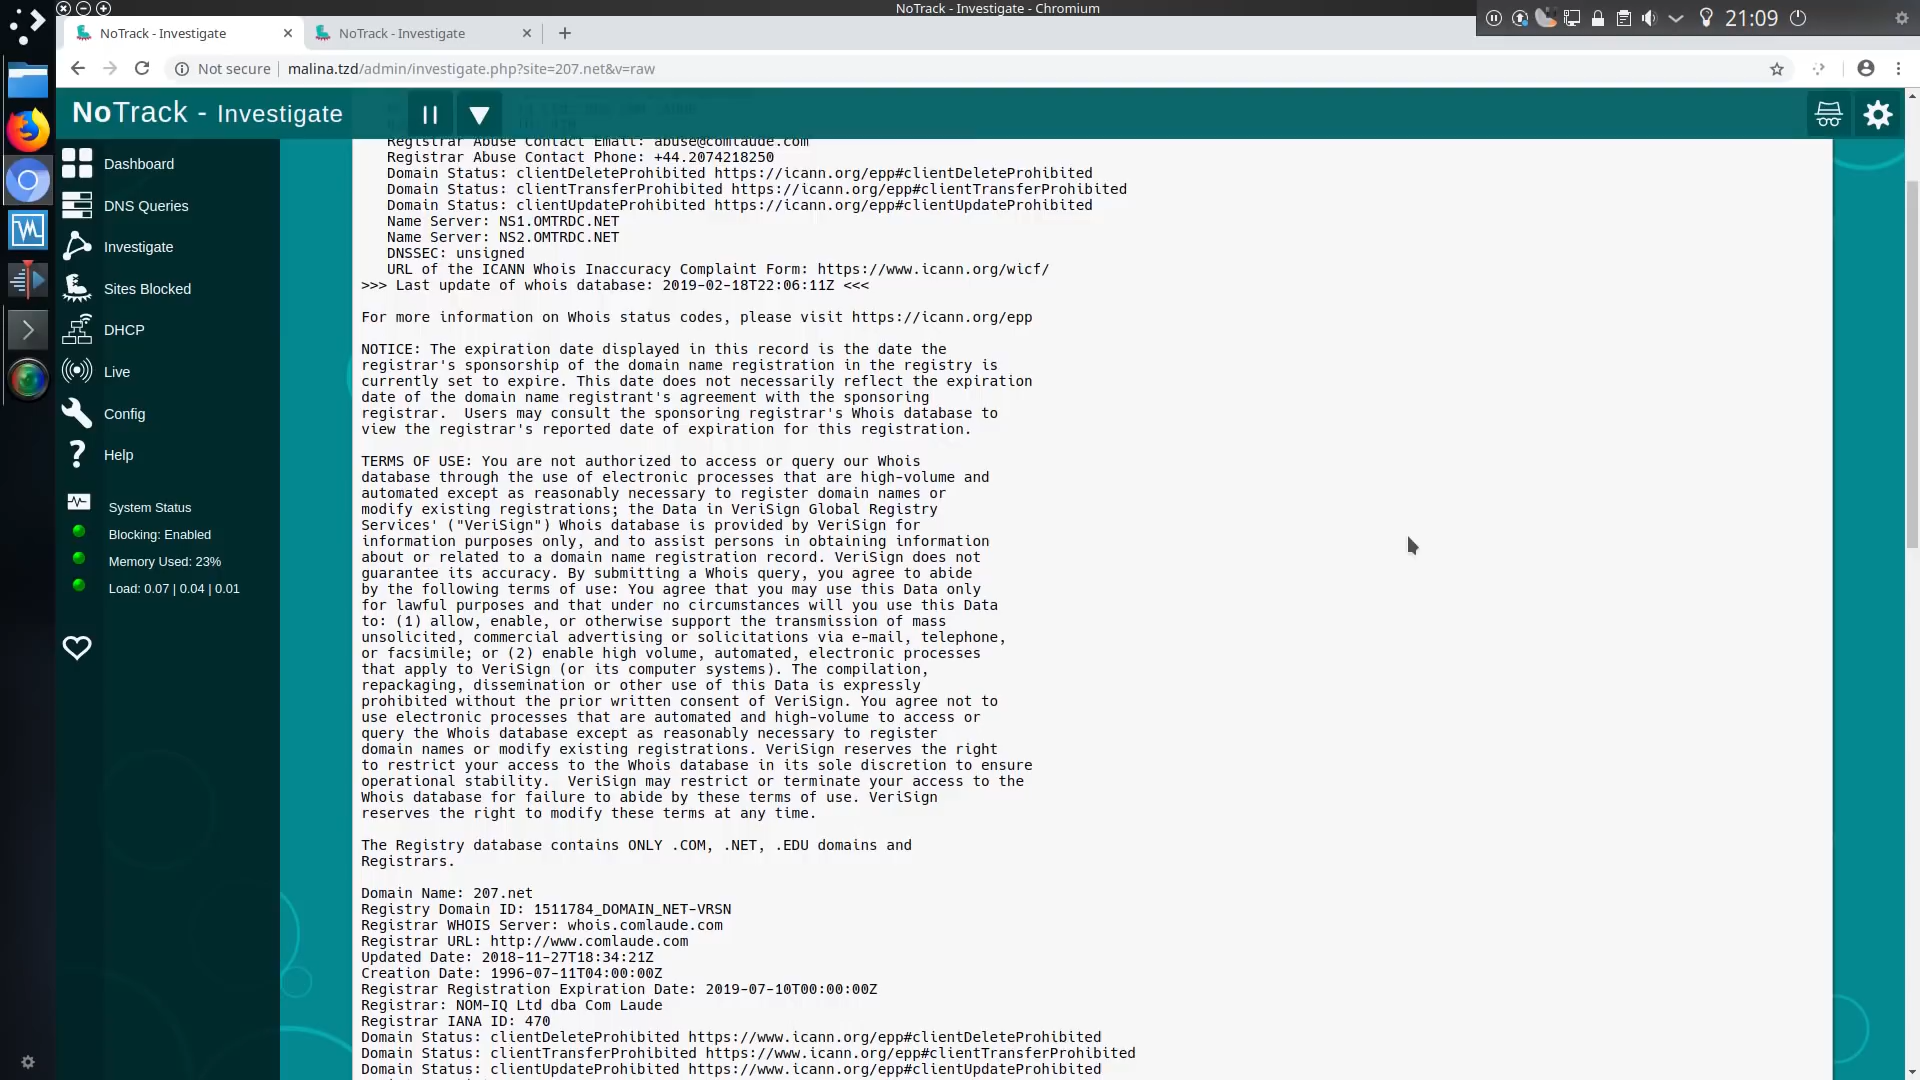 NoTrack - Investigate - Chromium
21:09
NoTrack - Investigate
NoTrack - Investigate
Not secure | malina.tzd/admin/investigate.php?site=207.net&v=raw
NoTrack - Investigate
Dashboard
DNS Queries
Investigate
Sites Blocked
DHCP
Live
Config
Help
System Status
Blocking: Enabled
Memory Used: 23%
Load: 0.07 | 0.04 | 0.01
Registrar Abuse Contact Email: abuse@comlaude.com
Registrar Abuse Contact Phone: +44.2074218250
Domain Status: clientDeleteProhibited https://icann.org/epp#clientDeleteProhibited
Domain Status: clientTransferProhibited https://icann.org/epp#clientTransferProhibited
Domain Status: clientUpdateProhibited https://icann.org/epp#clientUpdateProhibited
Name Server: NS1.OMTRDC.NET
Name Server: NS2.OMTRDC.NET
DNSSEC: unsigned
URL of the ICANN Whois Inaccuracy Complaint Form: https://www.icann.org/wicf/
>>> Last update of whois database: 2019-02-18T22:06:11Z <<<
For more information on Whois status codes, please visit https://icann.org/epp
NOTICE: The expiration date displayed in this record is the date the
registrar's sponsorship of the domain name registration in the registry is
currently set to expire. This date does not necessarily reflect the expiration
date of the domain name registrant's agreement with the sponsoring
registrar.  Users may consult the sponsoring registrar's Whois database to
view the registrar's reported date of expiration for this registration.
TERMS OF USE: You are not authorized to access or query our Whois
database through the use of electronic processes that are high-volume and
automated except as reasonably necessary to register domain names or
modify existing registrations; the Data in VeriSign Global Registry
Services' ("VeriSign") Whois database is provided by VeriSign for
information purposes only, and to assist persons in obtaining information
about or related to a domain name registration record. VeriSign does not
guarantee its accuracy. By submitting a Whois query, you agree to abide
by the following terms of use: You agree that you may use this Data only
for lawful purposes and that under no circumstances will you use this Data
to: (1) allow, enable, or otherwise support the transmission of mass
unsolicited, commercial advertising or solicitations via e-mail, telephone,
or facsimile; or (2) enable high volume, automated, electronic processes
that apply to VeriSign (or its computer systems). The compilation,
repackaging, dissemination or other use of this Data is expressly
prohibited without the prior written consent of VeriSign. You agree not to
use electronic processes that are automated and high-volume to access or
query the Whois database except as reasonably necessary to register
domain names or modify existing registrations. VeriSign reserves the right
to restrict your access to the Whois database in its sole discretion to ensure
operational stability.  VeriSign may restrict or terminate your access to the
Whois database for failure to abide by these terms of use. VeriSign
reserves the right to modify these terms at any time.
The Registry database contains ONLY .COM, .NET, .EDU domains and
Registrars.
Domain Name: 207.net
Registry Domain ID: 1511784_DOMAIN_NET-VRSN
Registrar WHOIS Server: whois.comlaude.com
Registrar URL: http://www.comlaude.com
Updated Date: 2018-11-27T18:34:21Z
Creation Date: 1996-07-11T04:00:00Z
Registrar Registration Expiration Date: 2019-07-10T00:00:00Z
Registrar: NOM-IQ Ltd dba Com Laude
Registrar IANA ID: 470
Domain Status: clientDeleteProhibited https://www.icann.org/epp#clientDeleteProhibited
Domain Status: clientTransferProhibited https://www.icann.org/epp#clientTransferProhibited
Domain Status: clientUpdateProhibited https://www.icann.org/epp#clientUpdateProhibited